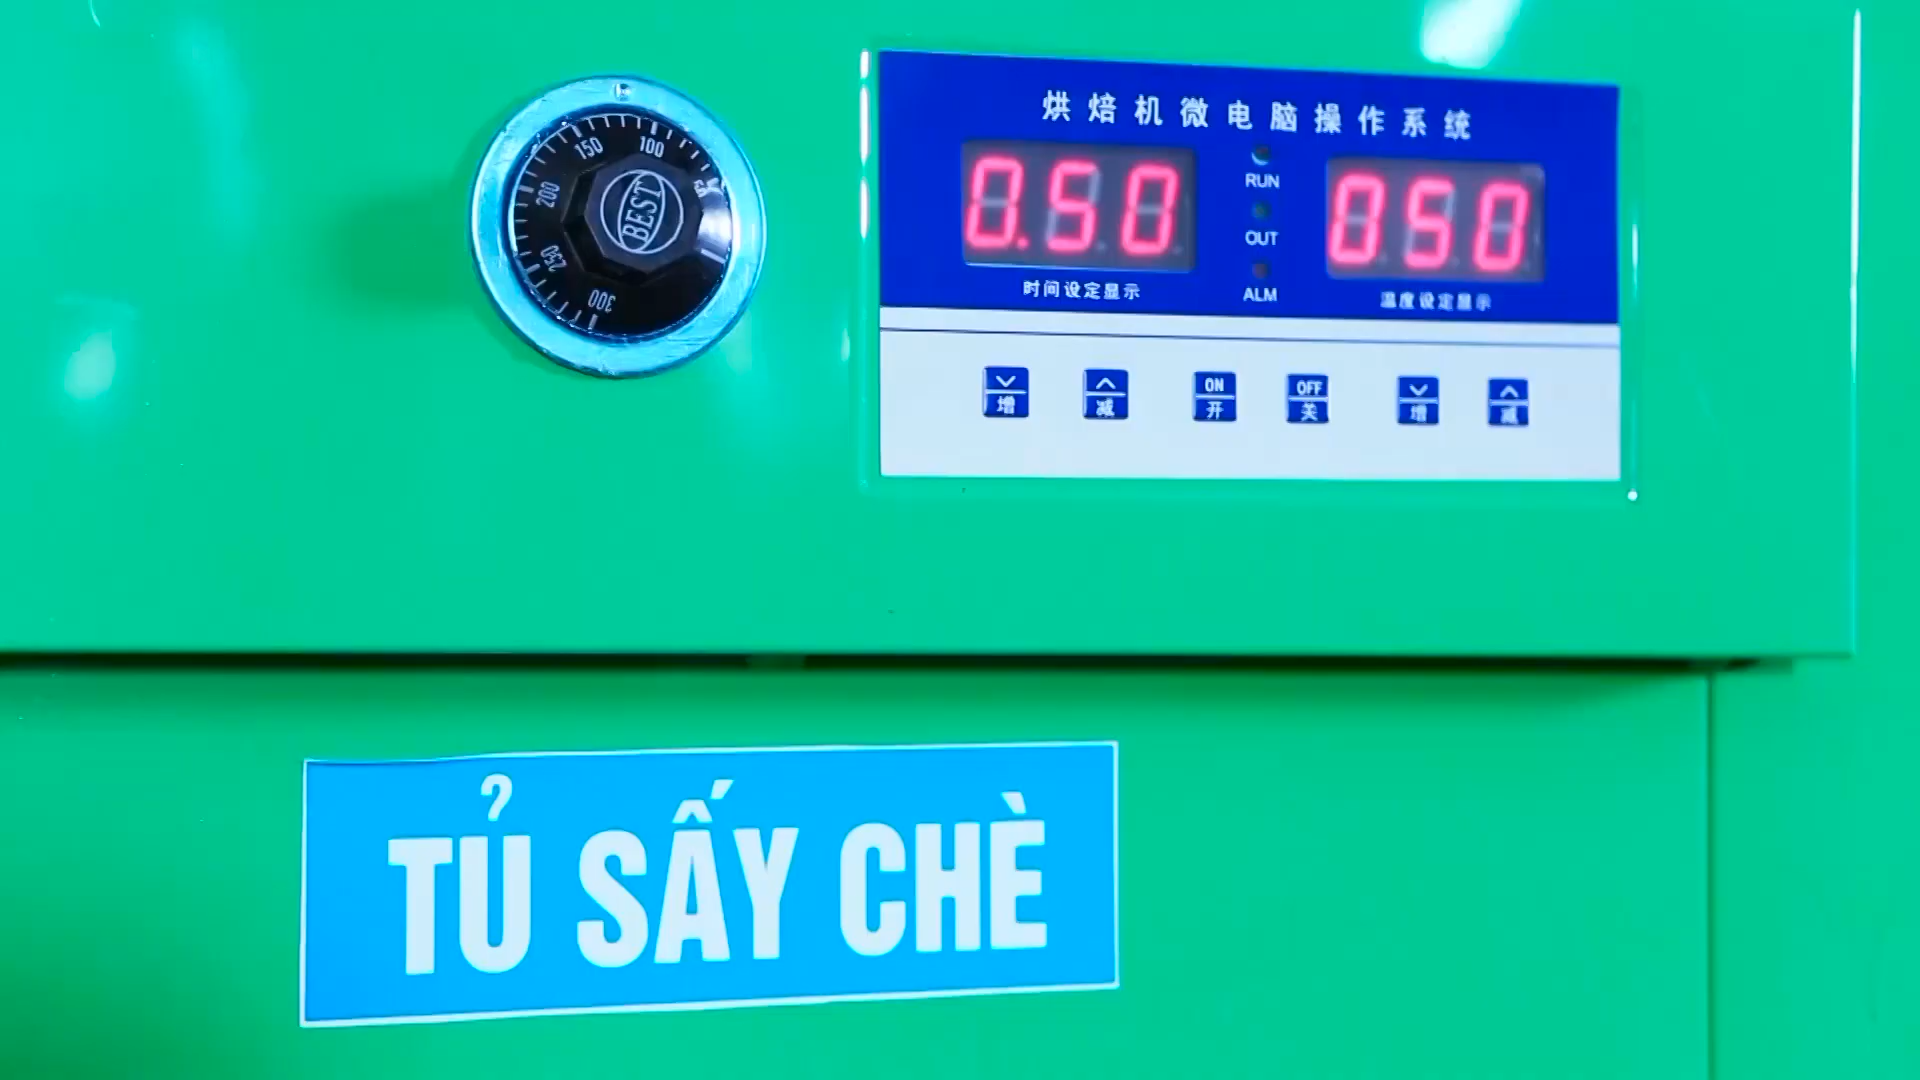 烘焙机微电脑操作系统
0.50
RUN
OUT
ALM
050
时间设定显示
温度设定显示
增
减
ON
开
OFF
关
增
减
50
100
150
200
250
300
BEST
TỦ SẤY CHÈ